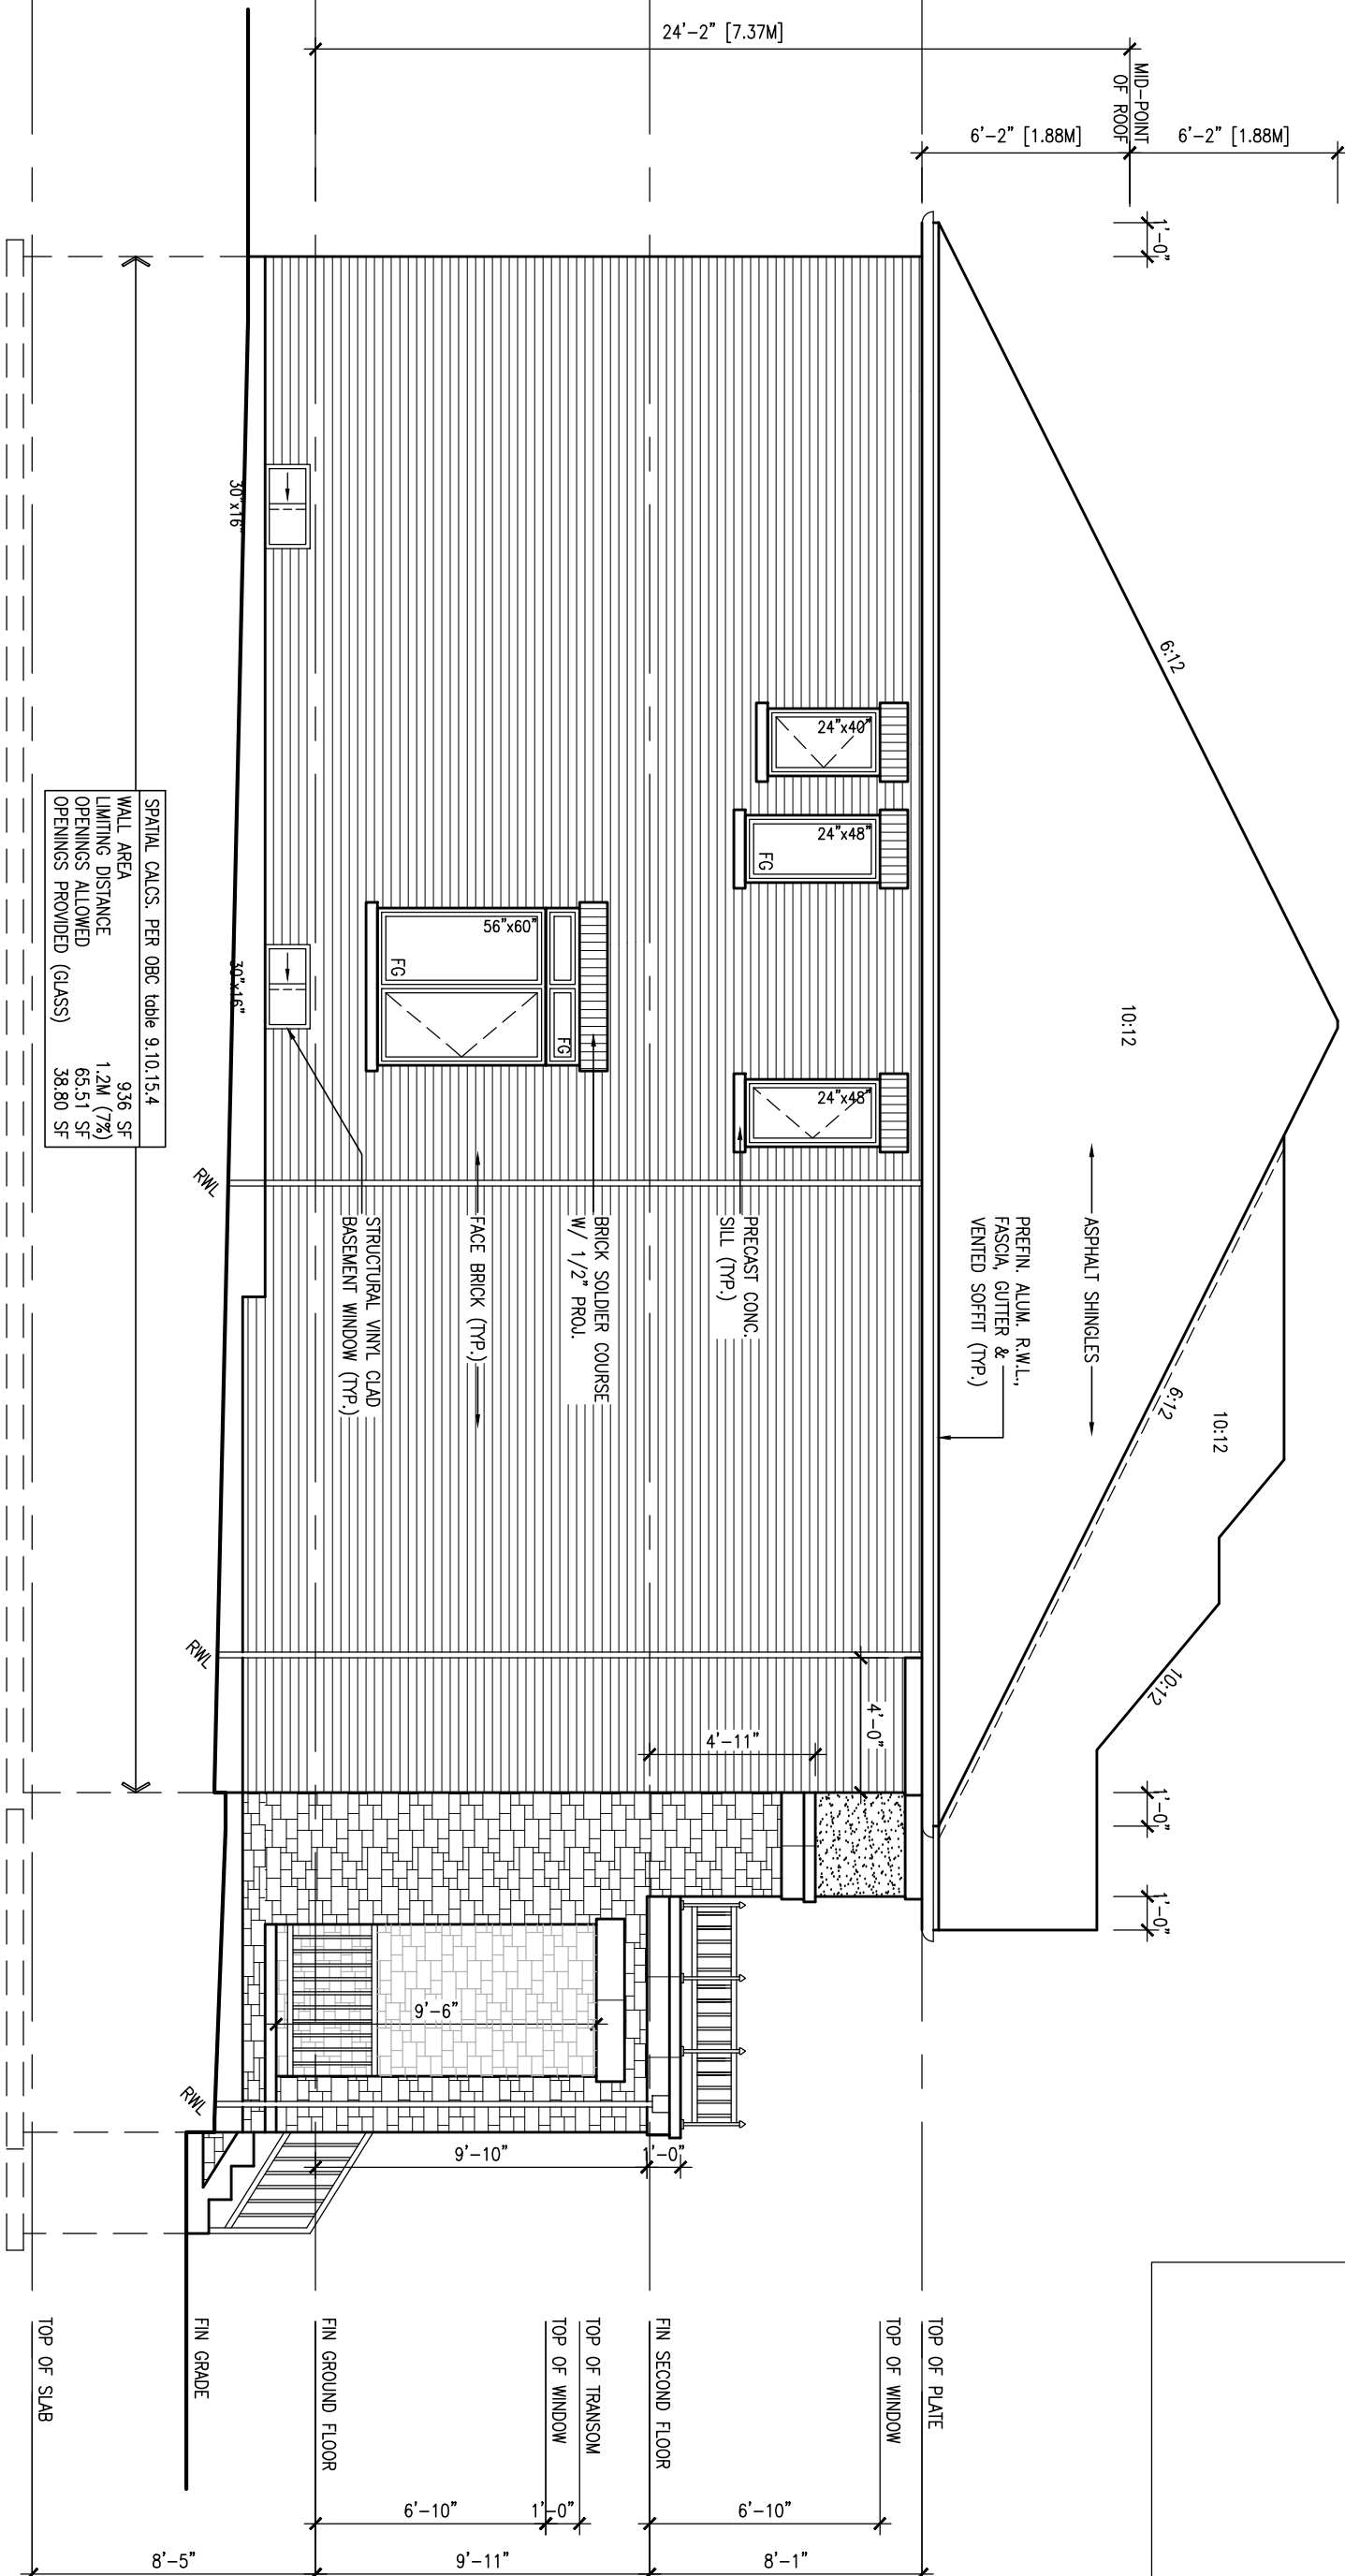 24'-2" [7.37M]
MID-POINT
OF ROOF
6'-2" [1.88M]
6'-2" [1.88M]
1'-0"
6:12
10:12
ASPHALT SHINGLES
PREFIN. ALUM. R.W.L.,
FASCIA, GUTTER &
VENTED SOFFIT (TYP.)
6:12
10:12
10:12
1'-0"
1'-0"
24"x40"
24"x48"
FG
24"x48"
PRECAST CONC.
SILL (TYP.)
56"x60"
FG
FG
BRICK SOLDIER COURSE
W/ 1/2" PROJ.
FACE BRICK (TYP.)
STRUCTURAL VINYL CLAD
BASEMENT WINDOW (TYP.)
30"x16"
30"x16"
RWL
RWL
RWL
4'-0"
4'-11"
9'-6"
9'-10"
1'-0"
SPATIAL CALCS. PER OBC table 9.10.15.4
WALL AREA 936 SF
LIMITING DISTANCE 1.2M (7%)
OPENINGS ALLOWED 65.51 SF
OPENINGS PROVIDED (GLASS) 38.80 SF
TOP OF PLATE
TOP OF WINDOW
FIN SECOND FLOOR
TOP OF TRANSOM
TOP OF WINDOW
FIN GROUND FLOOR
FIN GRADE
TOP OF SLAB
6'-10"
1'-0"
6'-10"
8'-5"
9'-11"
8'-1"